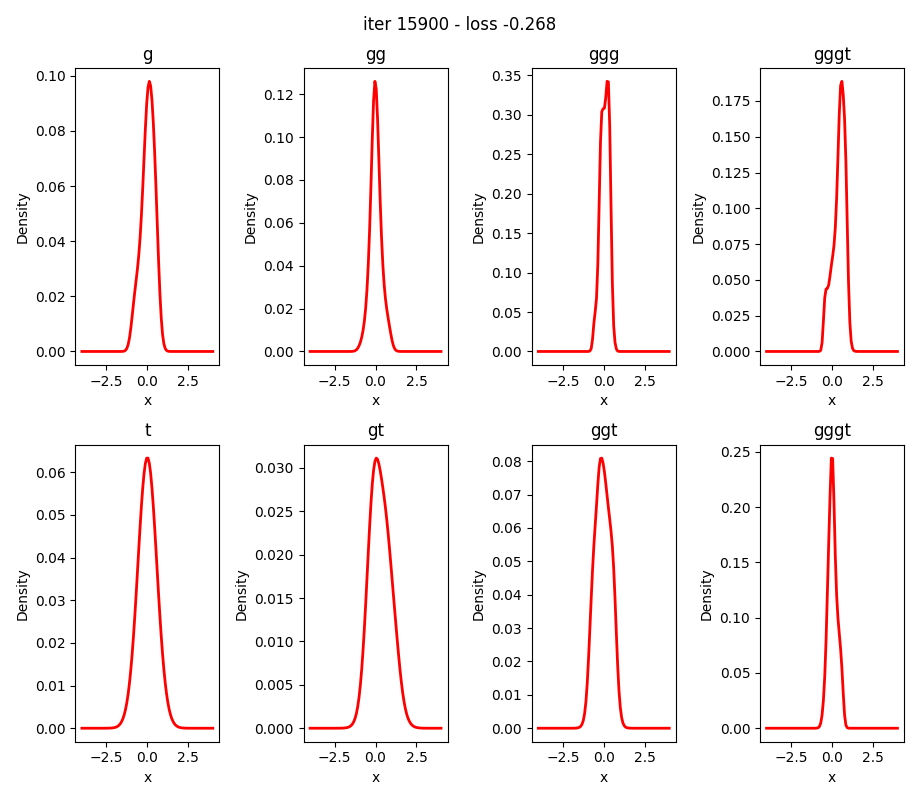 iter 15900 - loss -0.268
g
gg
ggg
gggt
0.10
0.08
0.06
0.04
0.02
0.00
Density
−2.5 0.0 2.5
x
0.12
0.10
0.08
0.06
0.04
0.02
0.00
Density
−2.5 0.0 2.5
x
0.35
0.30
0.25
0.20
0.15
0.10
0.05
0.00
Density
−2.5 0.0 2.5
x
0.175
0.150
0.125
0.100
0.075
0.050
0.025
0.000
Density
−2.5 0.0 2.5
x
t
gt
ggt
gggt
0.06
0.05
0.04
0.03
0.02
0.01
0.00
Density
−2.5 0.0 2.5
x
0.030
0.025
0.020
0.015
0.010
0.005
0.000
Density
−2.5 0.0 2.5
x
0.08
0.07
0.06
0.05
0.04
0.03
0.02
0.01
0.00
Density
−2.5 0.0 2.5
x
0.25
0.20
0.15
0.10
0.05
0.00
Density
−2.5 0.0 2.5
x